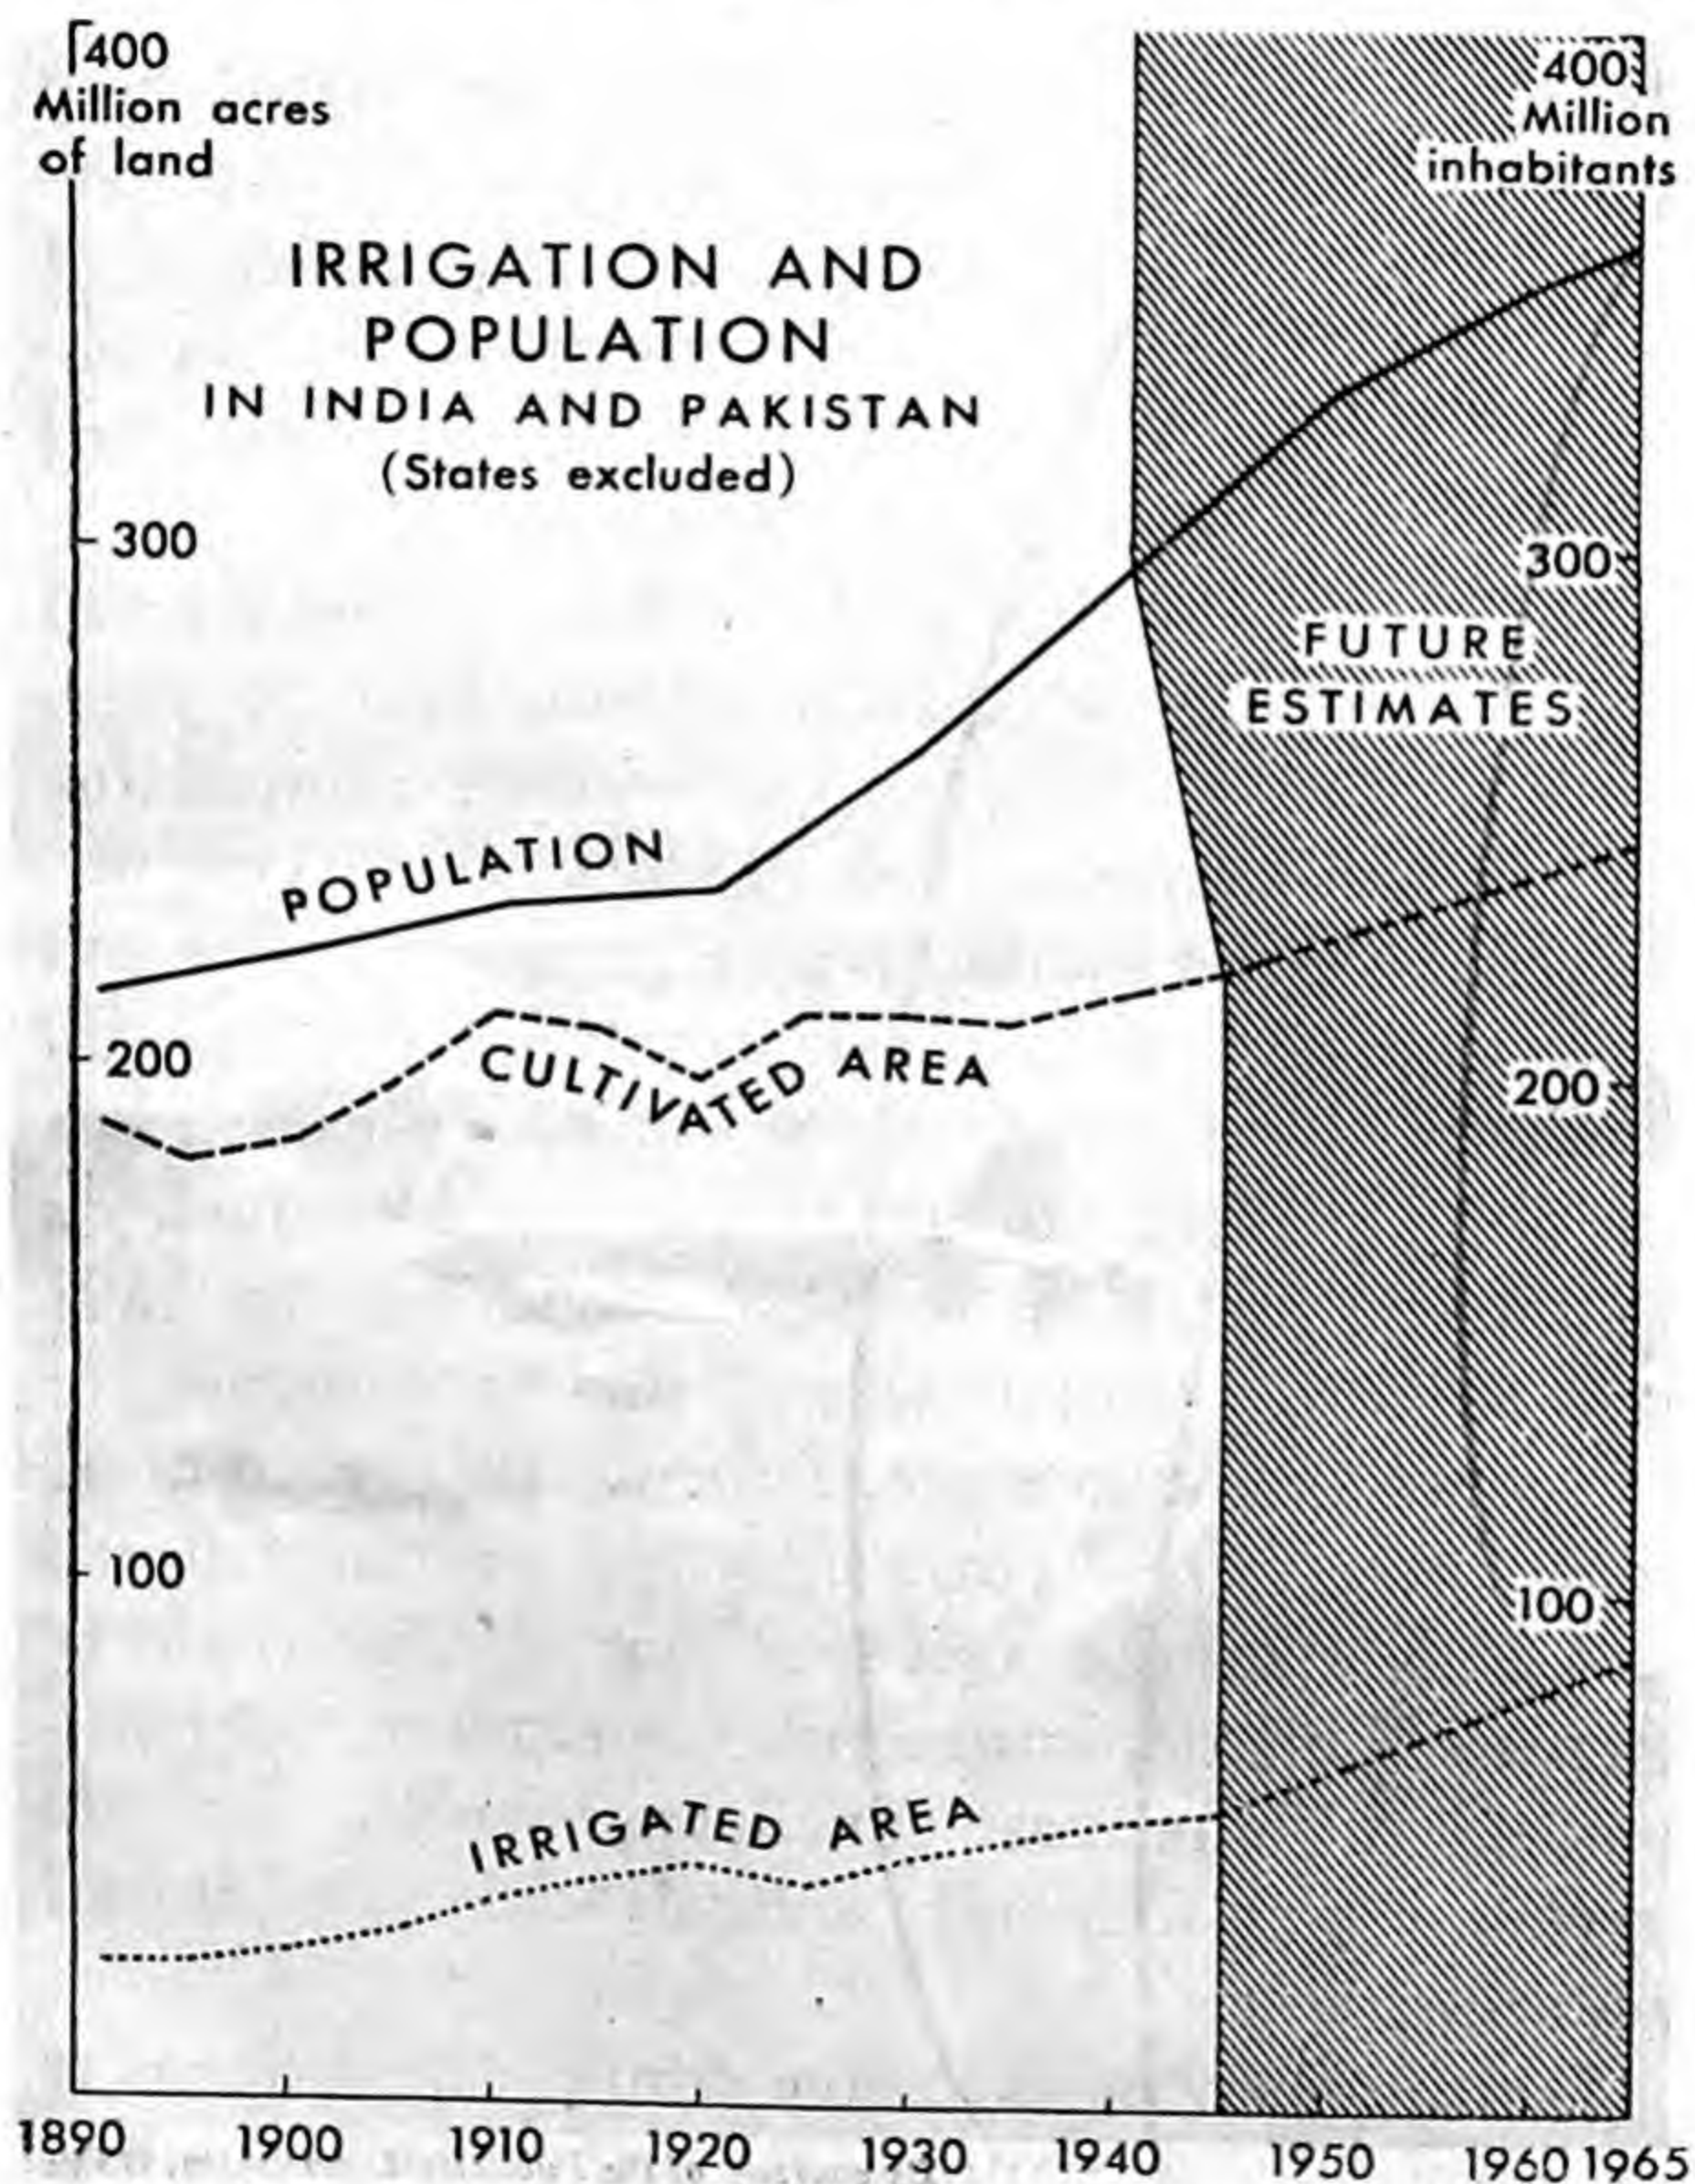 400
Million acres
of land
400
Million
inhabitants
IRRIGATION AND
POPULATION
IN INDIA AND PAKISTAN
(States excluded)
300
300
FUTURE
ESTIMATES
POPULATION
200
CULTIVATED AREA
200
100
100
IRRIGATED AREA
1890 1900 1910 1920 1930 1940 1950 1960 1965